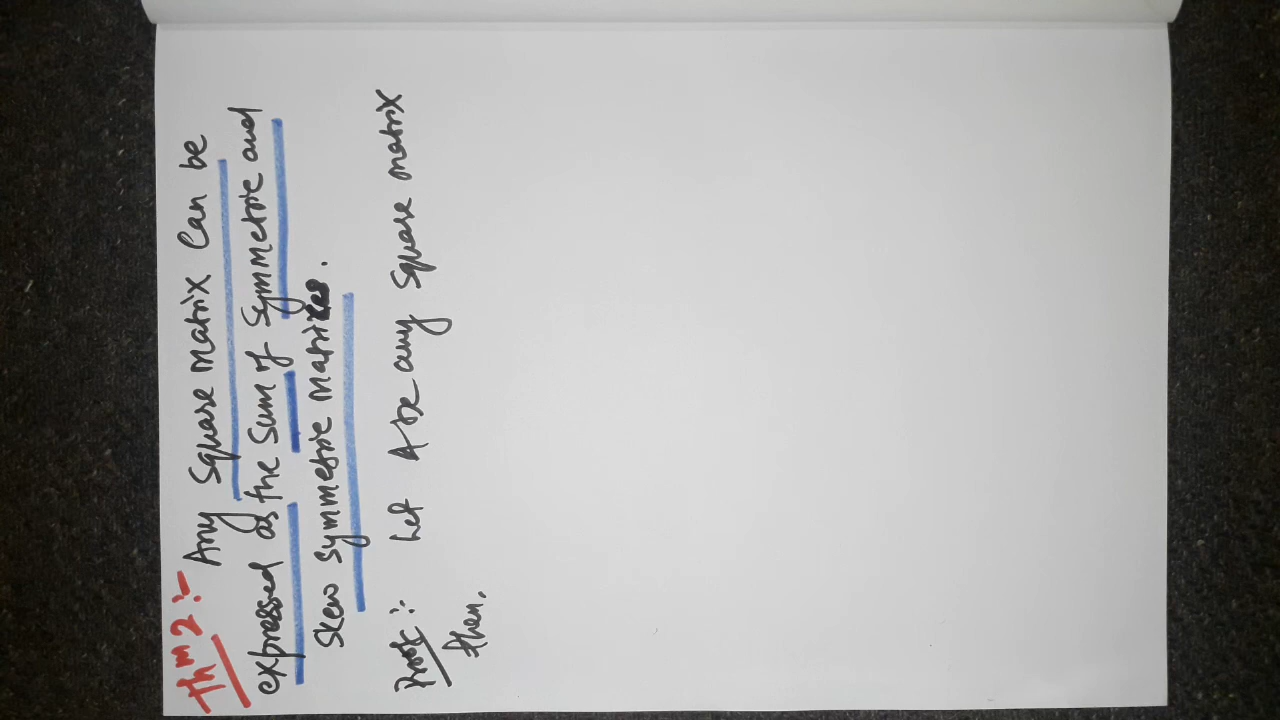 Thm 2:- Any Square matrix Can be
expressed as the Sum of Symmetric and
Skew Symmetric matrices.
Proof:- Let A be any Square matrix
then,